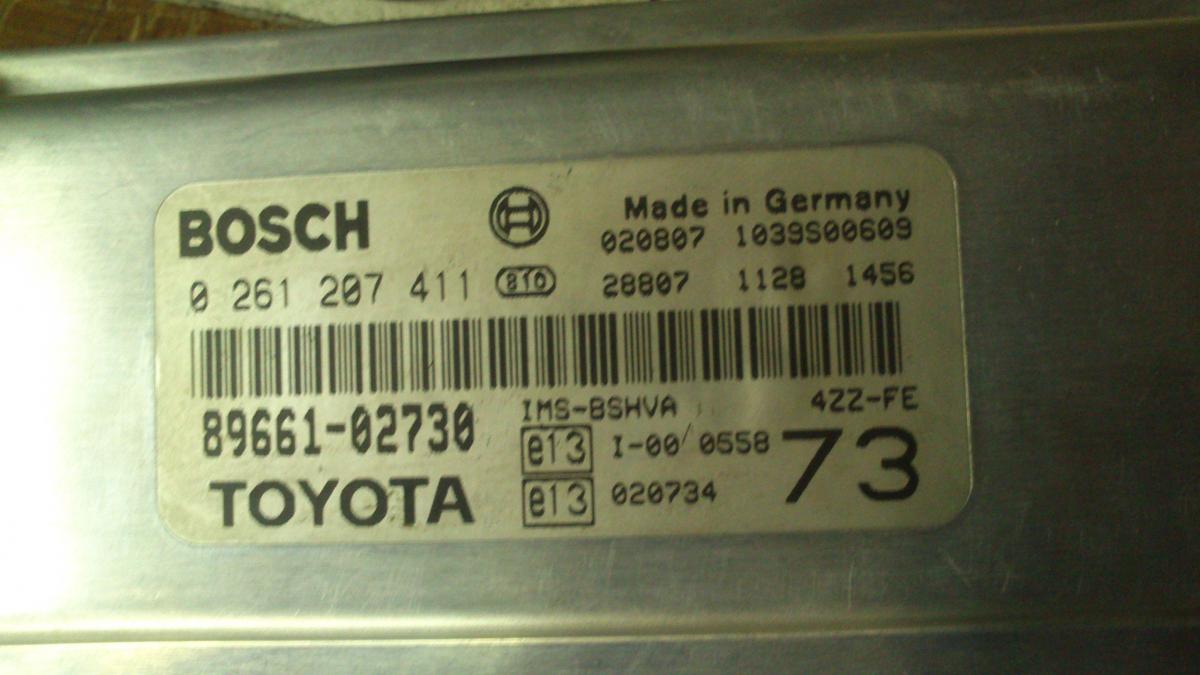 BOSCH
Made in Germany
020807 1039S00609
0 261 207 411 810 28807 1128 1456
89661-02730
IMS-BSHVA 4ZZ-FE
e13 I-00 0558 73
TOYOTA
e13 020734